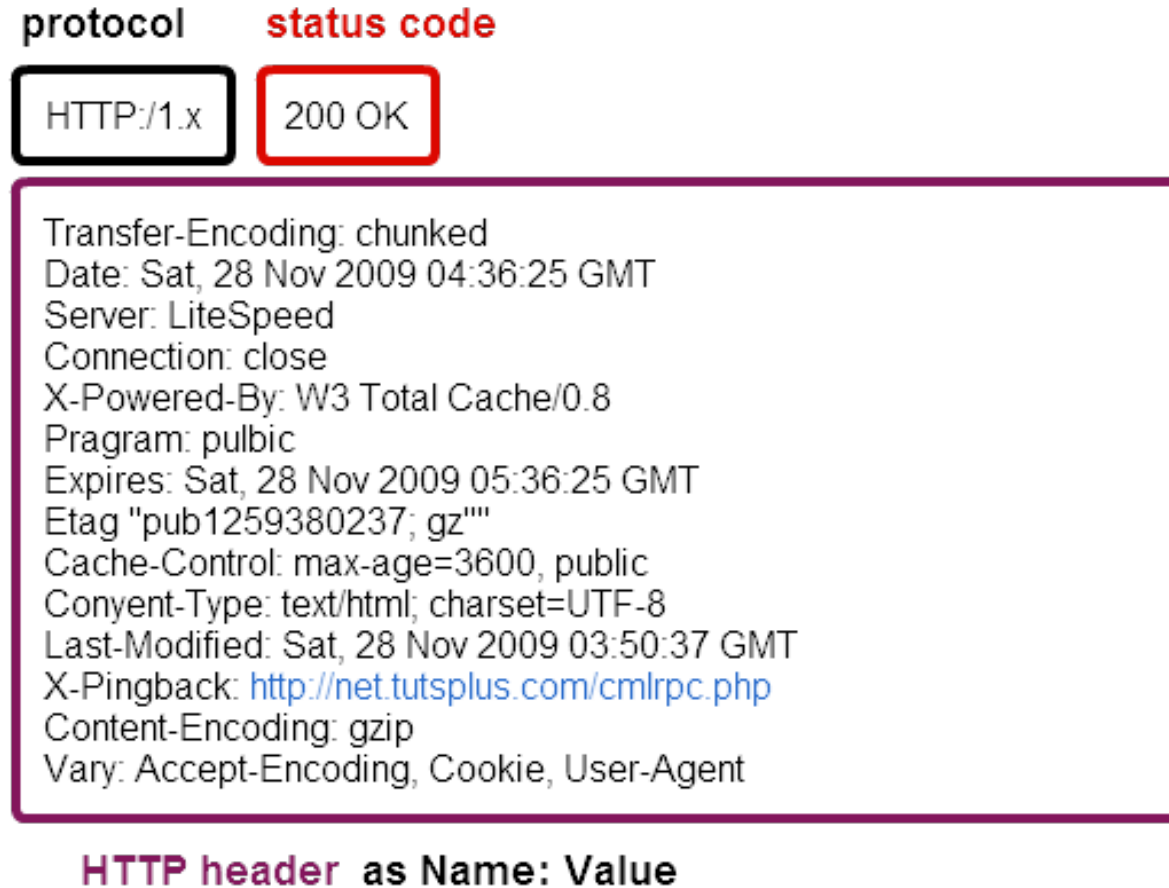 protocol status code
HTTP:/1.x 200 OK
Transfer-Encoding: chunked
Date: Sat, 28 Nov 2009 04:36:25 GMT
Server: LiteSpeed
Connection: close
X-Powered-By: W3 Total Cache/0.8
Pragram: pulbic
Expires: Sat, 28 Nov 2009 05:36:25 GMT
Etag "pub1259380237; gz""
Cache-Control: max-age=3600, public
Conyent-Type: text/html; charset=UTF-8
Last-Modified: Sat, 28 Nov 2009 03:50:37 GMT
X-Pingback: http://net.tutsplus.com/cmlrpc.php
Content-Encoding: gzip
Vary: Accept-Encoding, Cookie, User-Agent
HTTP header as Name: Value